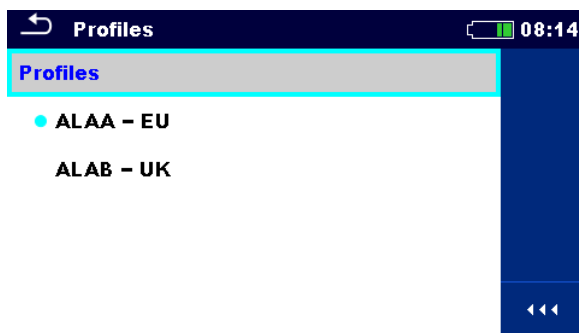 Profiles 08:14
Profiles
ALAA – EU
ALAB – UK